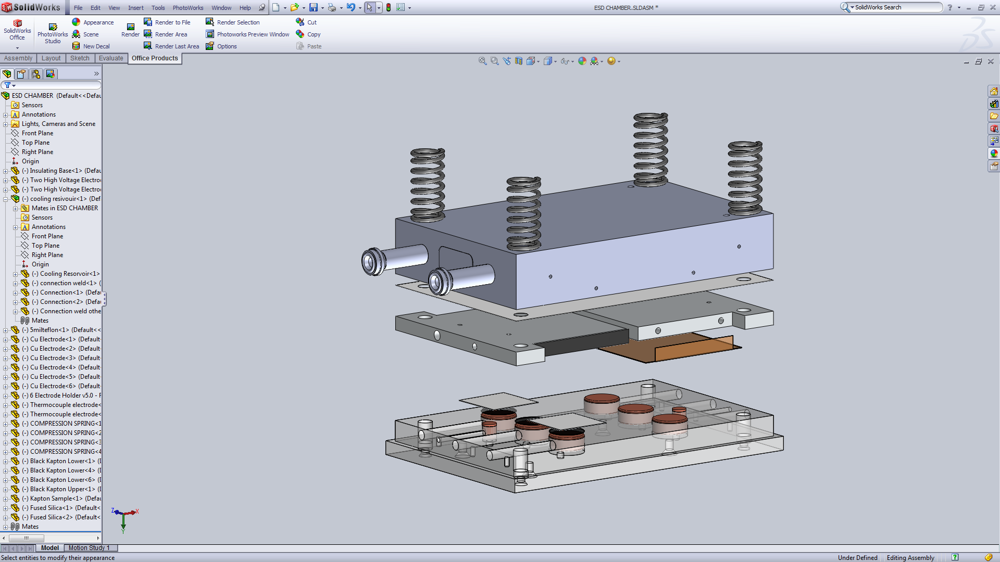 SolidWorks File Edit View Insert Tools PhotoWorks Window Help ESD CHAMBER.SLDASM * SolidWorks Search
SolidWorks Office
PhotoWorks Studio
Appearance
Scene
New Decal
Render
Render to File
Render Area
Render Last Area
Render Selection
Photoworks Preview Window
Options
Cut
Copy
Paste
Assembly Layout Sketch Evaluate Office Products
ESD CHAMBER (Default<<Defau
Sensors
Annotations
Lights, Cameras and Scene
Front Plane
Top Plane
Right Plane
Origin
(-) Insulating Base<1> (Defau
(-) Two High Voltage Electro
(-) Two High Voltage Electro
(-) cooling resivouir<1> (Def
Mates in ESD CHAMBER
Sensors
Annotations
Front Plane
Top Plane
Right Plane
Origin
(-) Cooling Resorvoir<1>
(-) connection weld<1> (
(-) Connection<1> (Defau
(-) Connection<2> (Defau
(-) Connection weld othe
Mates
(-) 5milteflon<1> (Default<<
(-) Cu Electrode<1> (Default
(-) Cu Electrode<2> (Default
(-) Cu Electrode<3> (Default
(-) Cu Electrode<4> (Default
(-) Cu Electrode<5> (Default
(-) Cu Electrode<6> (Default
(-) 6 Electrode Holder v5.0 - F
(-) Thermocouple electrode<
(-) Thermocouple electrode<
(-) COMPRESSION SPRING<1
(-) COMPRESSION SPRING<2
(-) COMPRESSION SPRING<3
(-) COMPRESSION SPRING<4
(-) Black Kapton Lower<1> (D
(-) Black Kapton Lower<4> (D
(-) Black Kapton Lower<6> (D
(-) Black Kapton Upper<1> (D
(-) Kapton Sample<1> (Defau
(-) Fused Silica<1> (Default<
(-) Fused Silica<2> (Default<
Mates
Z X
Y
Model Motion Study 1
Select entities to modify their appearance Under Defined Editing Assembly